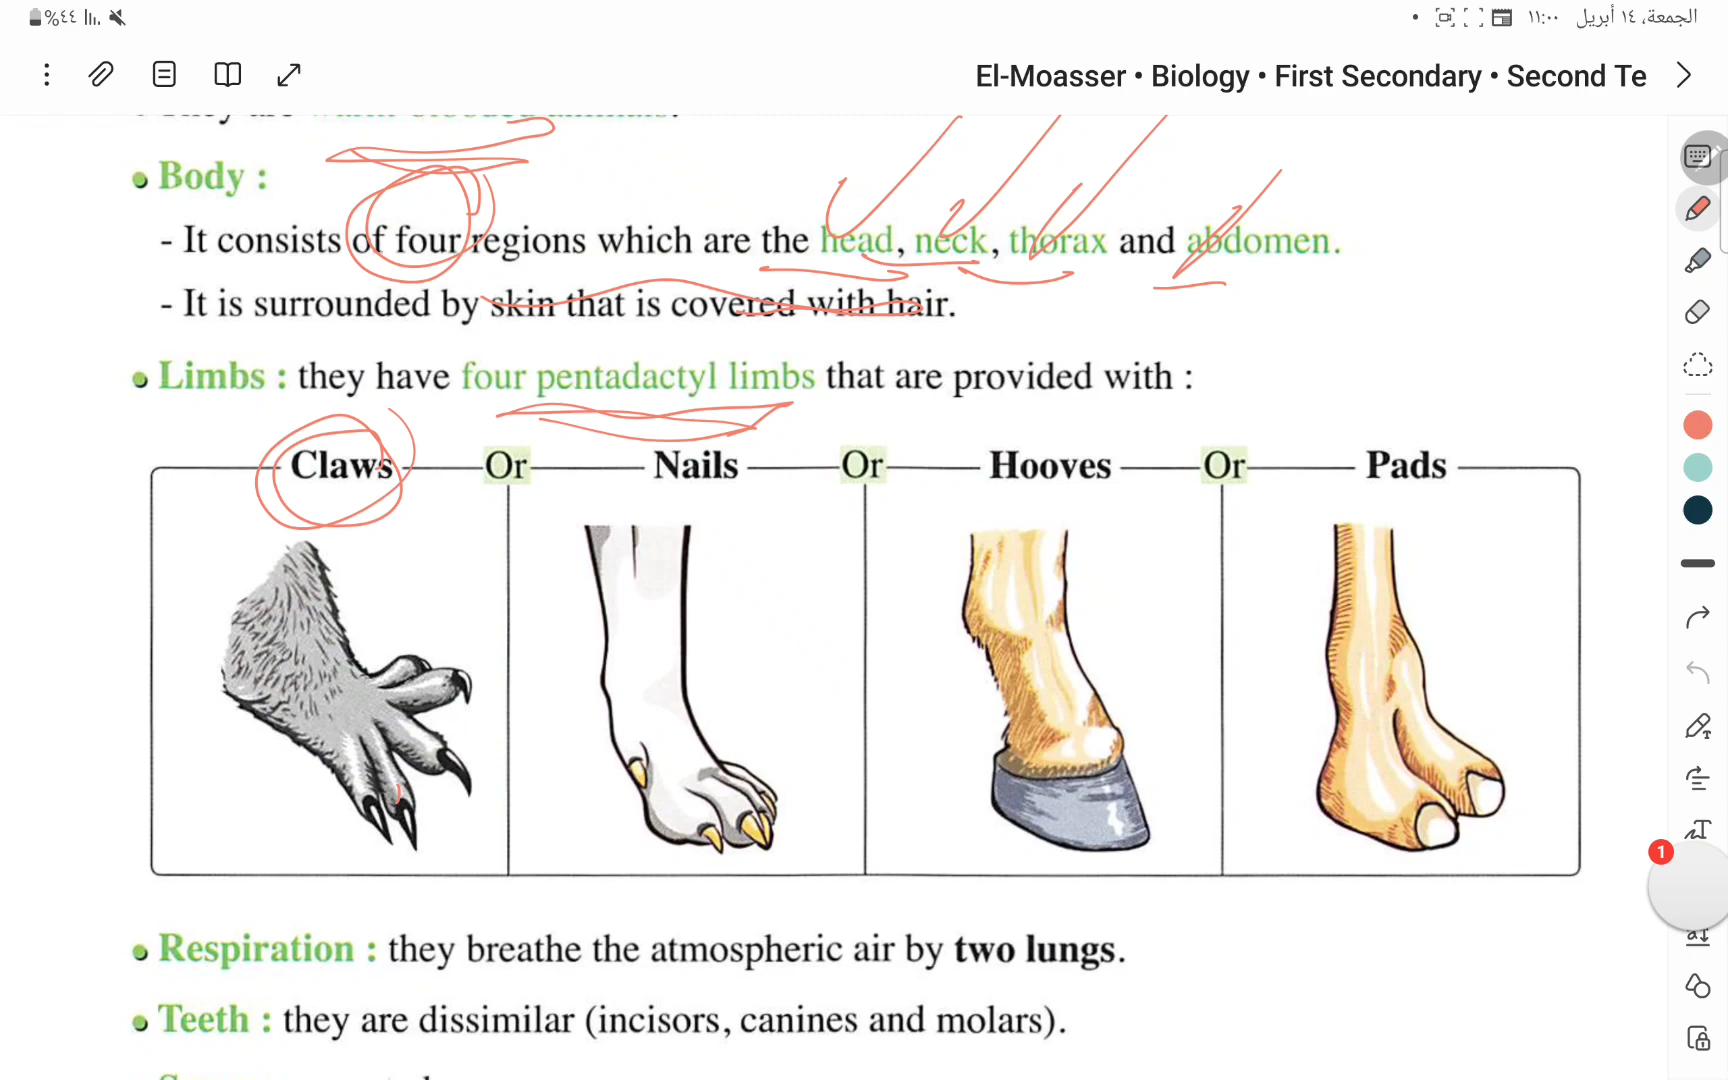 %٤٤
١١:٠٠ الجمعة، ١٤ أبريل
El-Moasser • Biology • First Secondary • Second Te
• Body :
- It consists of four regions which are the head, neck, thorax and abdomen.
- It is surrounded by skin that is covered with hair.
• Limbs : they have four pentadactyl limbs that are provided with :
Claws Or Nails Or Hooves Or Pads
1
• Respiration : they breathe the atmospheric air by two lungs.
• Teeth : they are dissimilar (incisors, canines and molars).